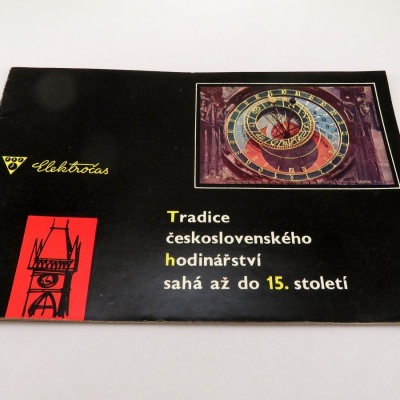 Elektročas
Tradice
československého
hodinářství
sahá až do 15. století